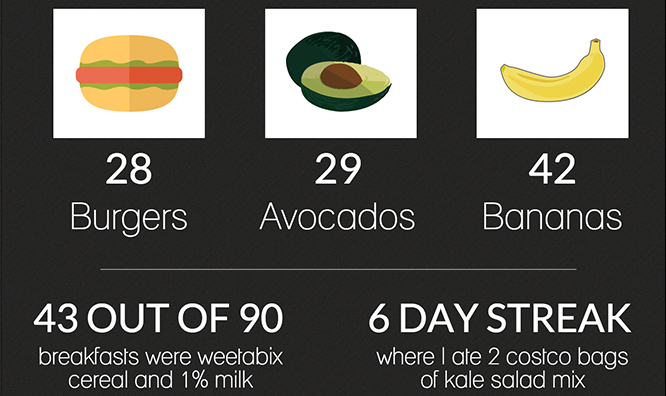 28
Burgers
29
Avocados
42
Bananas
43 OUT OF 90
breakfasts were weetabix
cereal and 1% milk
6 DAY STREAK
where I ate 2 costco bags
of kale salad mix